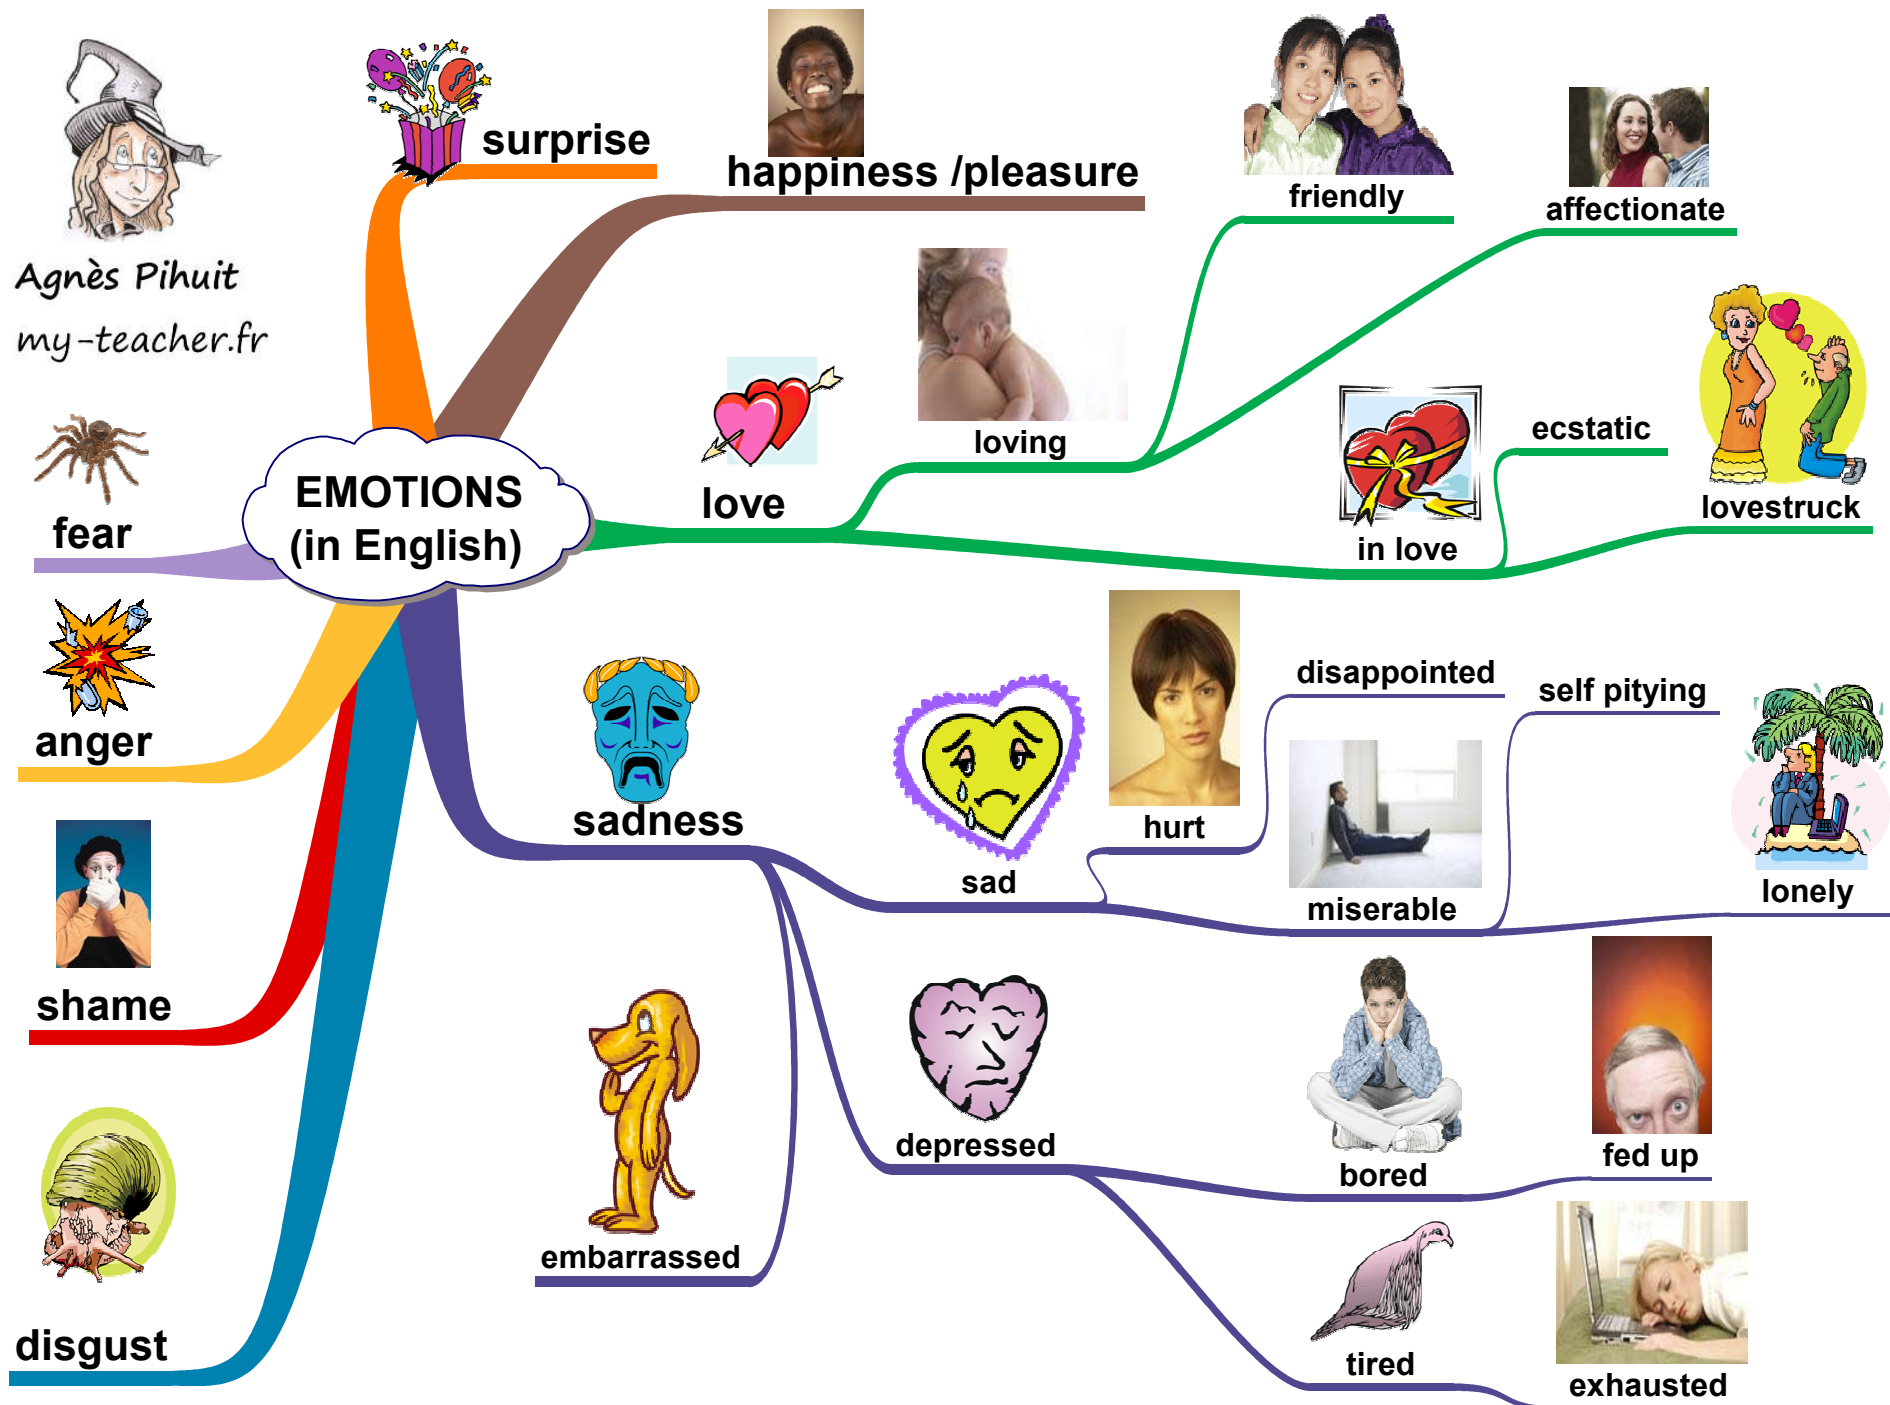 Agnès Pihuit
my-teacher.fr
EMOTIONS
(in English)
surprise
happiness /pleasure
love
loving
friendly
affectionate
in love
ecstatic
lovestruck
sadness
sad
hurt
disappointed
miserable
self pitying
lonely
depressed
bored
fed up
tired
exhausted
embarrassed
fear
anger
shame
disgust